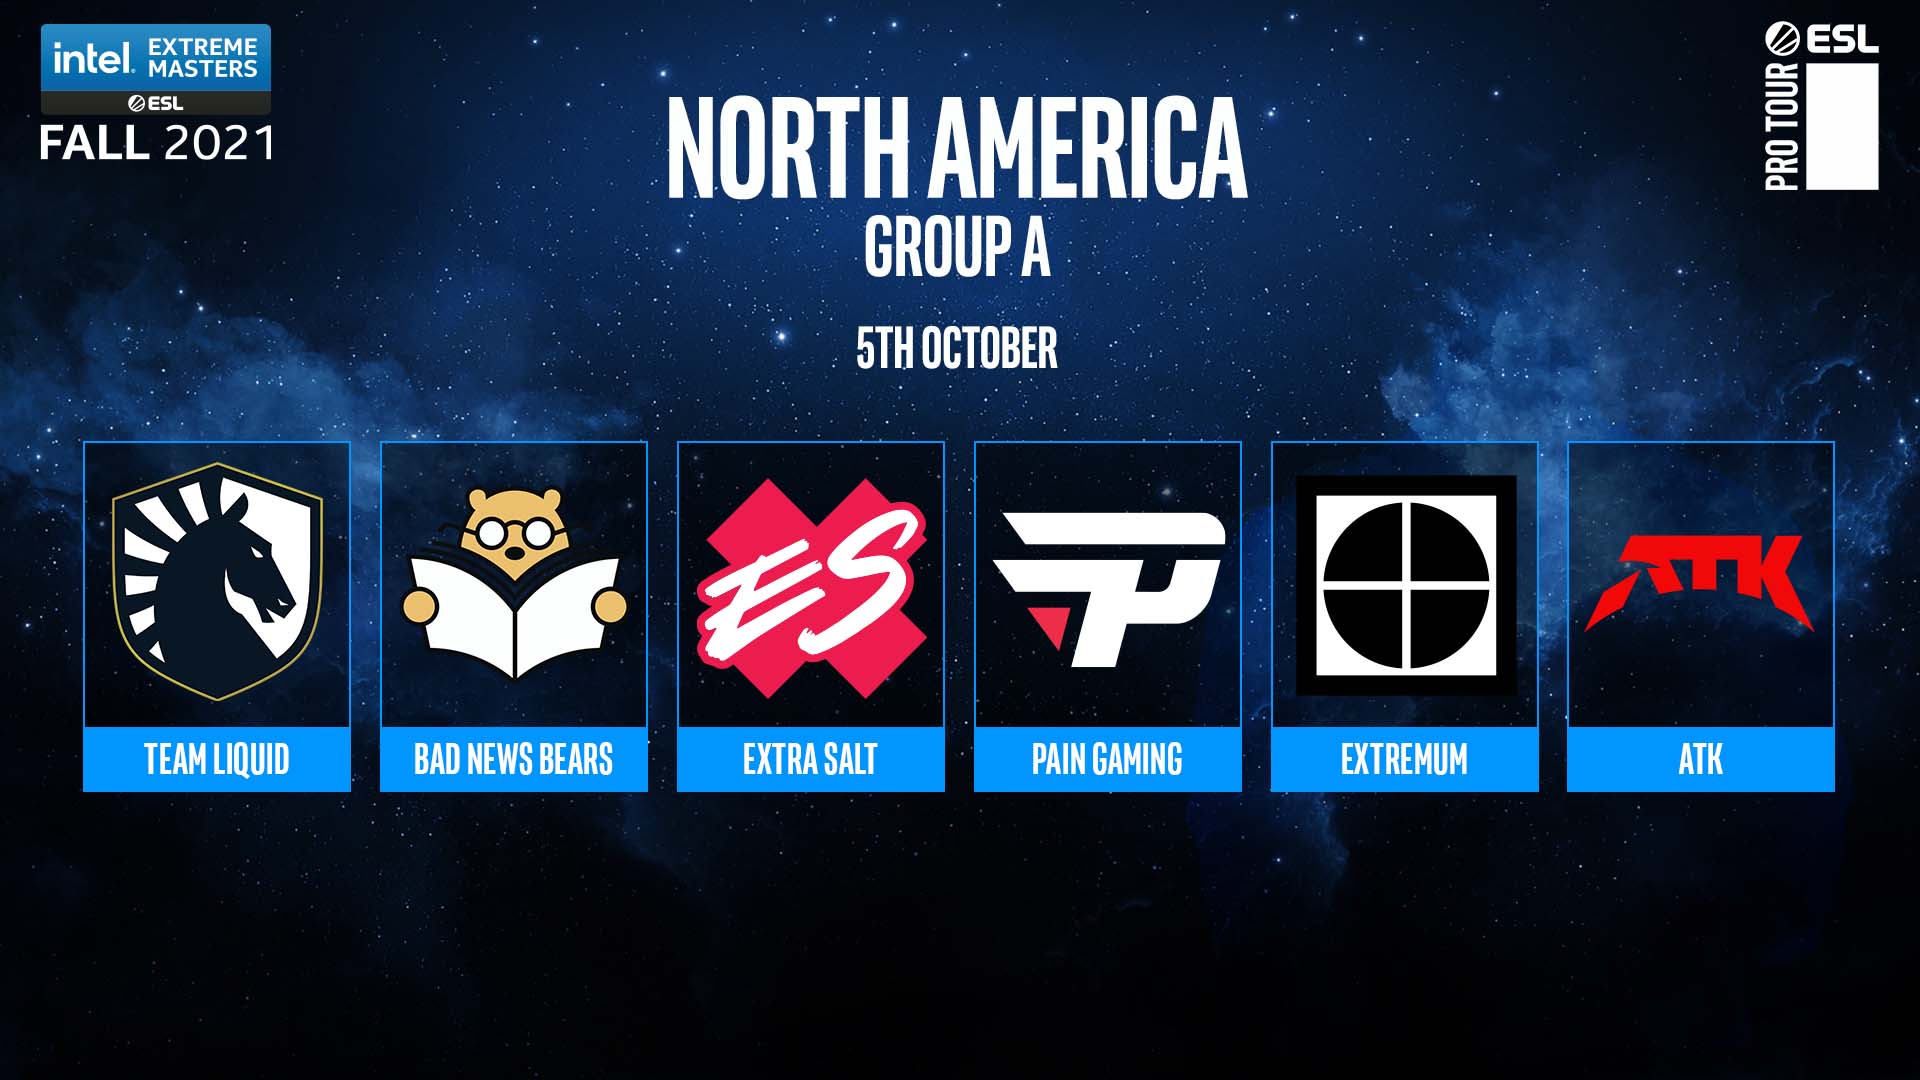 intel. EXTREME
MASTERS
ESL
FALL 2021
ESL
PRO TOUR
NORTH AMERICA
GROUP A
5TH OCTOBER
ES
ATK
TEAM LIQUID
BAD NEWS BEARS
EXTRA SALT
PAIN GAMING
EXTREMUM
ATK